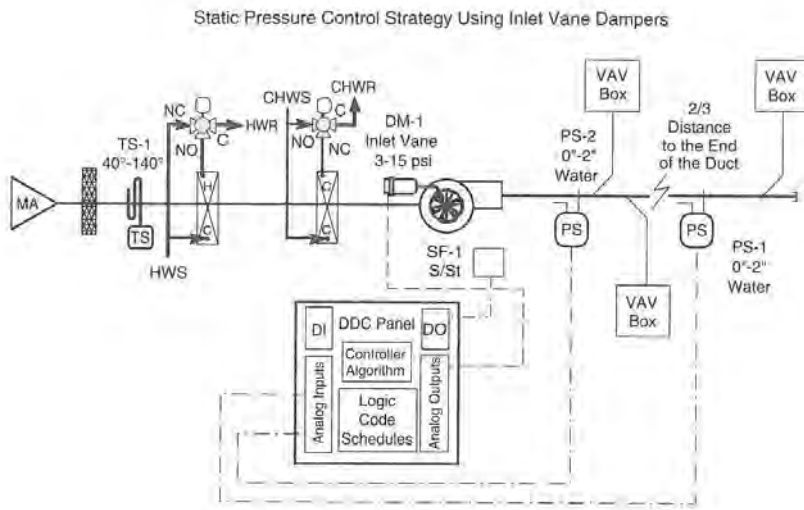 Static Pressure Control Strategy Using Inlet Vane Dampers
NC
HWR
C
NO
TS-1
40°-140°
MA
TS
HWS
H
C
CHWS
CHWR
C
NO
NC
C
C
DM-1
Inlet Vane
3-15 psi
SF-1
S/St
PS-2
0"-2"
Water
PS
VAV
Box
VAV
Box
2/3
Distance
to the End
of the Duct
VAV
Box
PS
PS-1
0"-2"
Water
DI
DDC Panel
DO
Controller
Algorithm
Analog Inputs
Logic
Code
Schedules
Analog Outputs